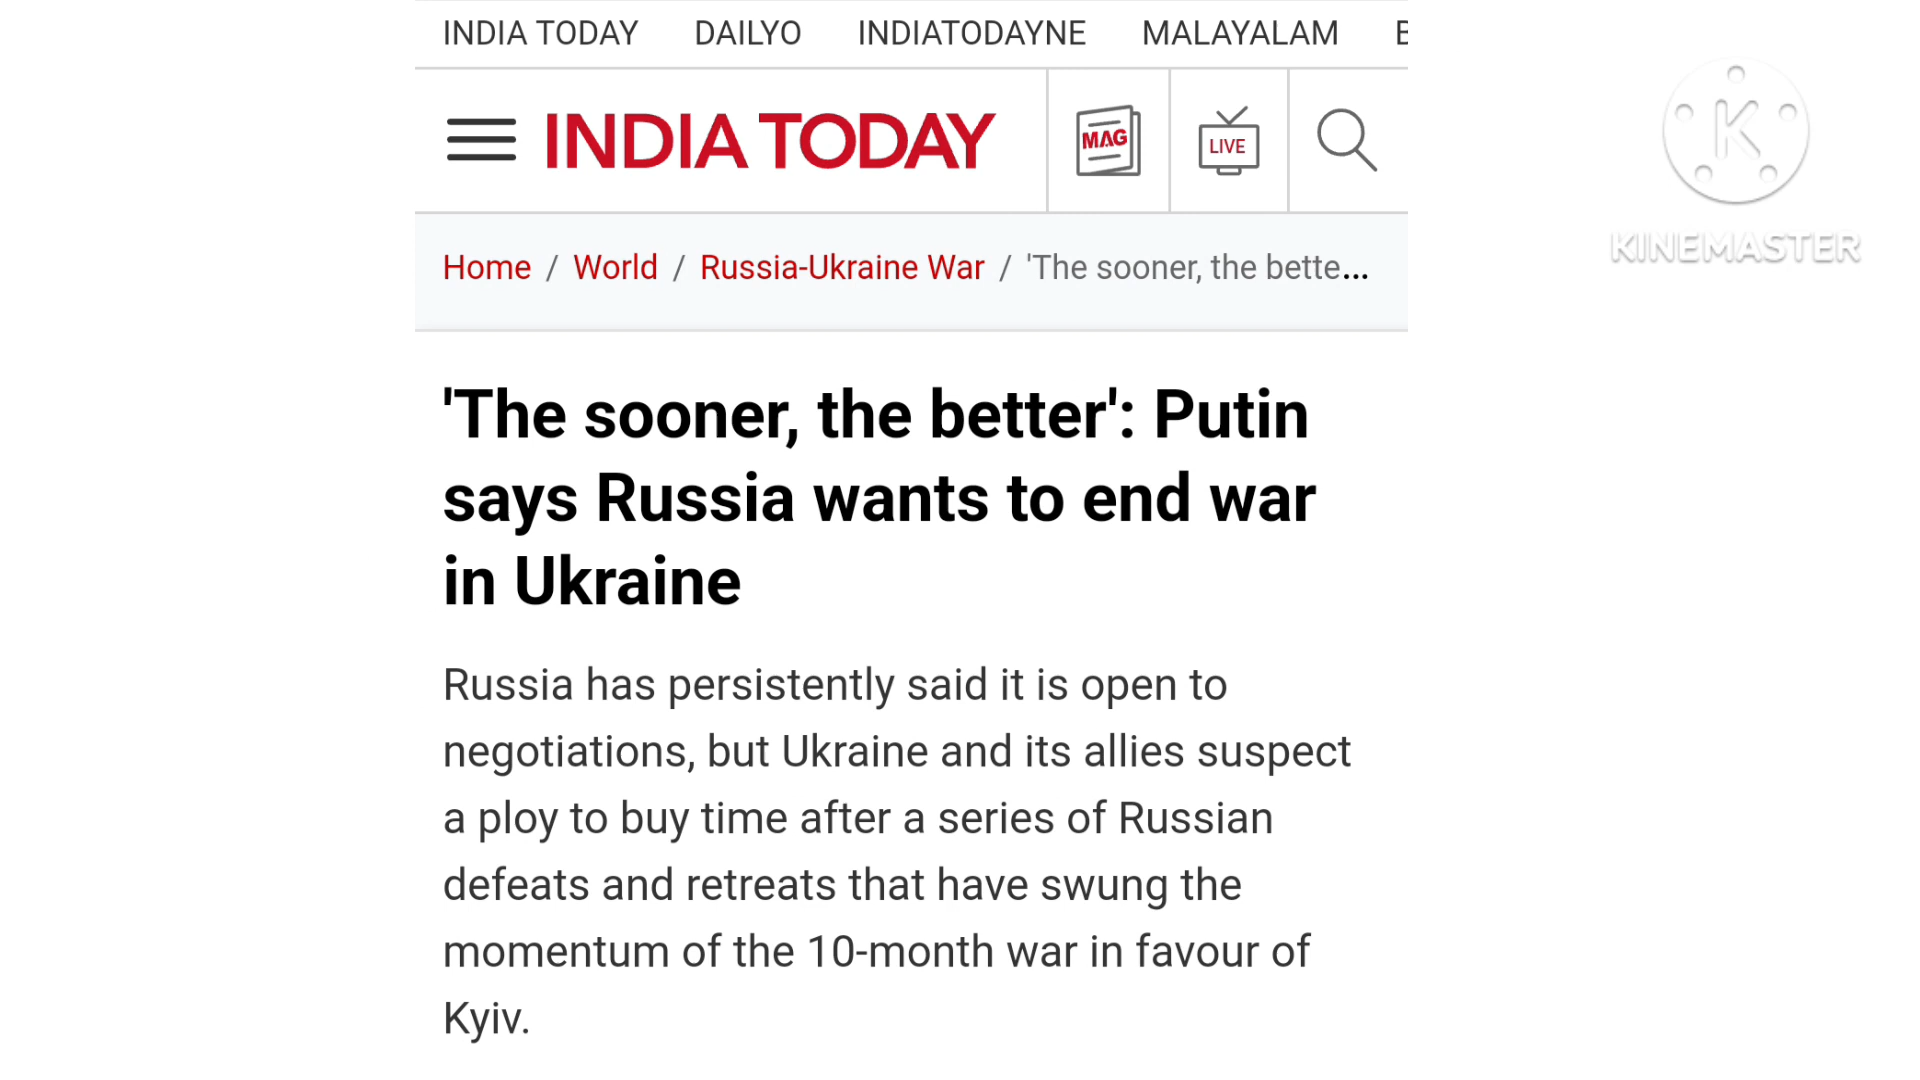 INDIA TODAY DAILYO INDIATODAYNE MALAYALAM B
INDIA TODAY MAG LIVE
Home / World / Russia-Ukraine War / 'The sooner, the bette...
'The sooner, the better': Putin
says Russia wants to end war
in Ukraine
Russia has persistently said it is open to
negotiations, but Ukraine and its allies suspect
a ploy to buy time after a series of Russian
defeats and retreats that have swung the
momentum of the 10-month war in favour of
Kyiv.
K
KINEMASTER